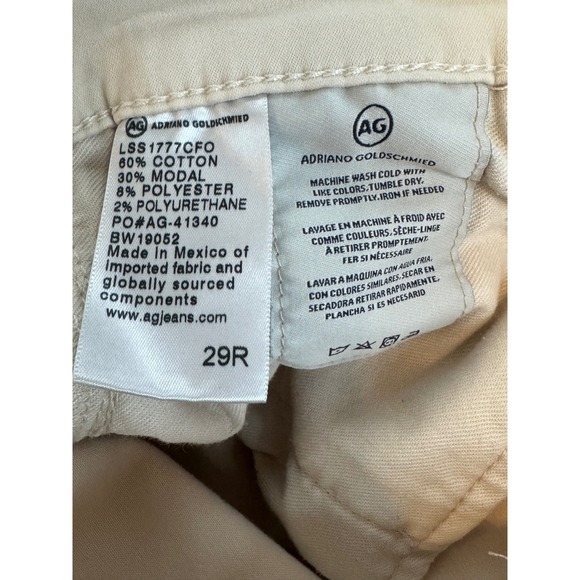 AG ADRIANO GOLDSCHMIED
LSS1777CFO
60% COTTON
30% MODAL
8% POLYESTER
2% POLYURETHANE
PO#AG-41340
BW19052
Made in Mexico of
imported fabric and
globally sourced
components
www.agjeans.com
29R
AG
ADRIANO GOLDSCHMIED
MACHINE WASH COLD WITH
LIKE COLORS. TUMBLE DRY.
REMOVE PROMPTLY. IRON IF NEEDED
LAVAGE EN MACHINE À FROID AVEC
COMME COULEURS. SÈCHE-LINGE
À RETIRER PROMPTEMENT.
FER SI NÉCESSAIRE
LAVAR A MAQUINA CON AGUA FRIA.
CON COLORES SIMILARES. SECAR EN
SECADORA RETIRAR RAPIDAMENTE.
PLANCHA SI ES NECESARIO